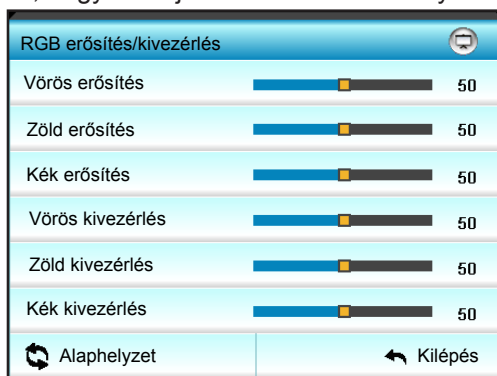 RGB erősítés/kivezérlés
Vörös erősítés 50
Zöld erősítés 50
Kék erősítés 50
Vörös kivezérlés 50
Zöld kivezérlés 50
Kék kivezérlés 50
Alaphelyzet Kilépés